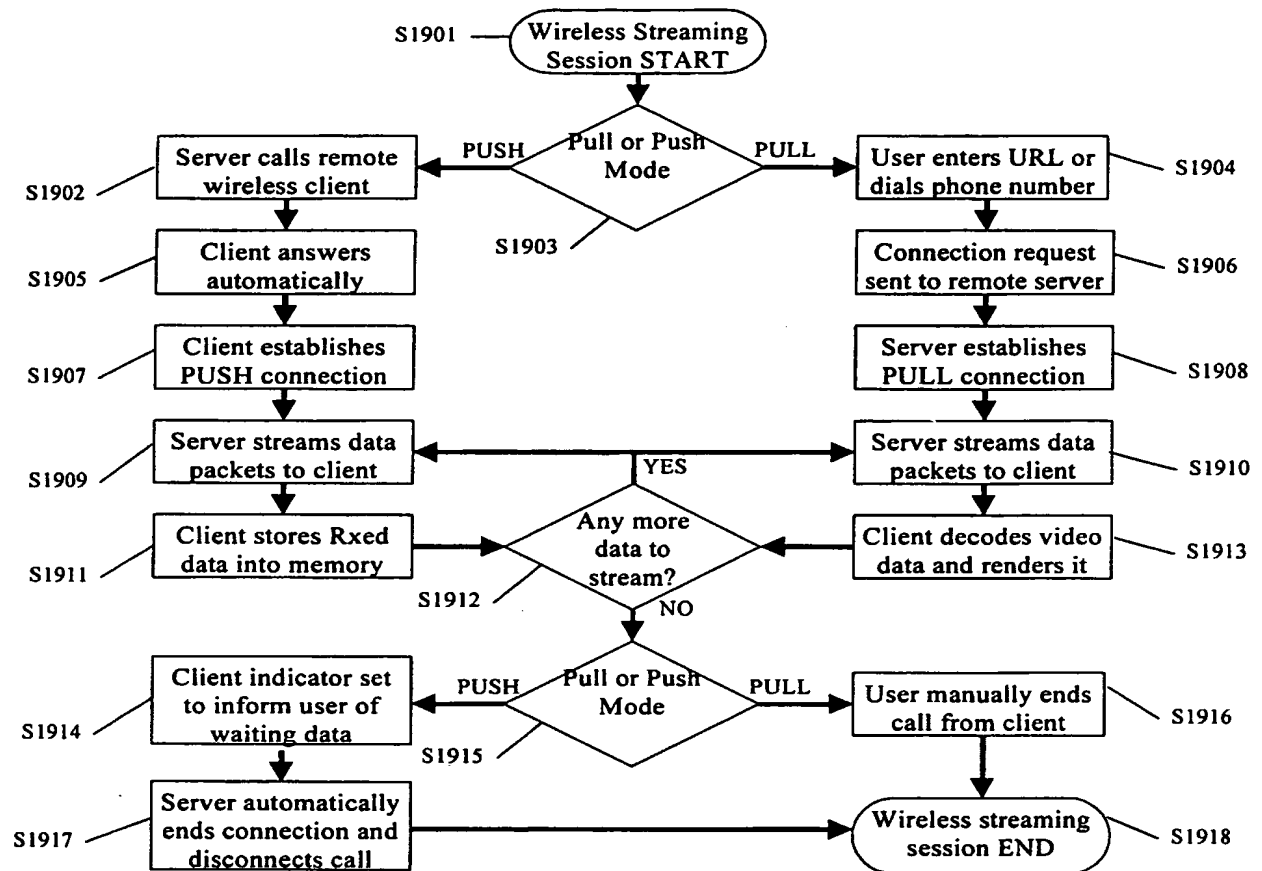 S1901
Wireless Streaming
Session START
Pull or Push
Mode
PUSH
PULL
S1903
Server calls remote
wireless client
S1902
User enters URL or
dials phone number
S1904
Client answers
automatically
S1905
Connection request
sent to remote server
S1906
Client establishes
PUSH connection
S1907
Server establishes
PULL connection
S1908
Server streams data
packets to client
S1909
YES
Server streams data
packets to client
S1910
Client stores Rxed
data into memory
S1911
Any more
data to
stream?
S1912
NO
Client decodes video
data and renders it
S1913
Client indicator set
to inform user of
waiting data
S1914
PUSH
Pull or Push
Mode
PULL
S1915
User manually ends
call from client
S1916
Server automatically
ends connection and
disconnects call
S1917
Wireless streaming
session END
S1918